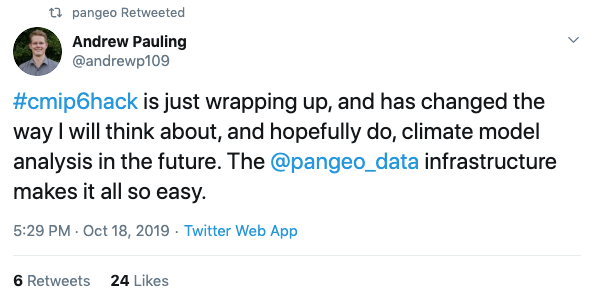 pangeo Retweeted
Andrew Pauling
@andrewp109
#cmip6hack is just wrapping up, and has changed the
way I will think about, and hopefully do, climate model
analysis in the future. The @pangeo_data infrastructure
makes it all so easy.
5:29 PM · Oct 18, 2019 · Twitter Web App
6 Retweets 24 Likes